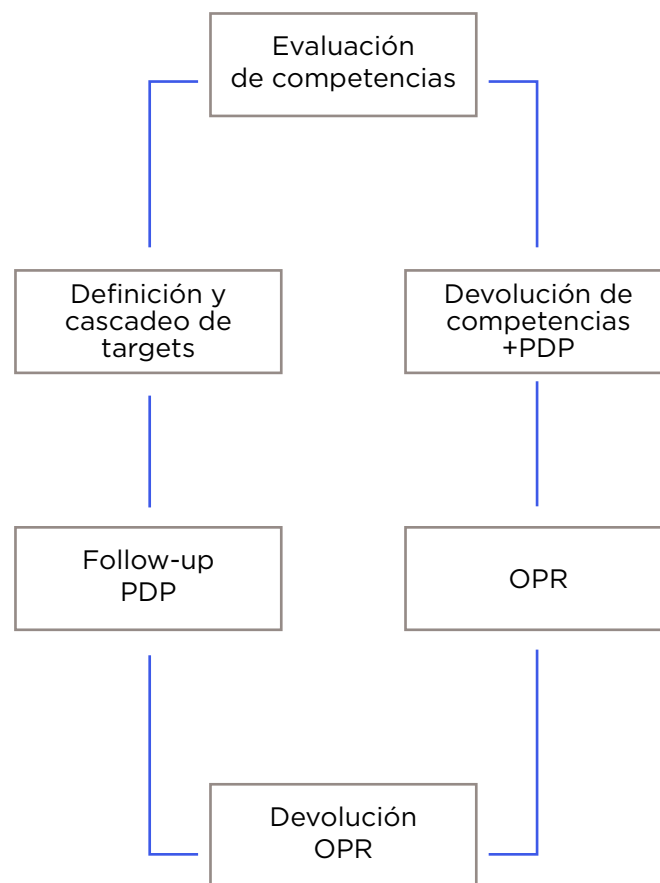 Evaluación
de competencias
Definición y
cascadeo de
targets
Devolución de
competencias
+PDP
Follow-up
PDP
OPR
Devolución
OPR